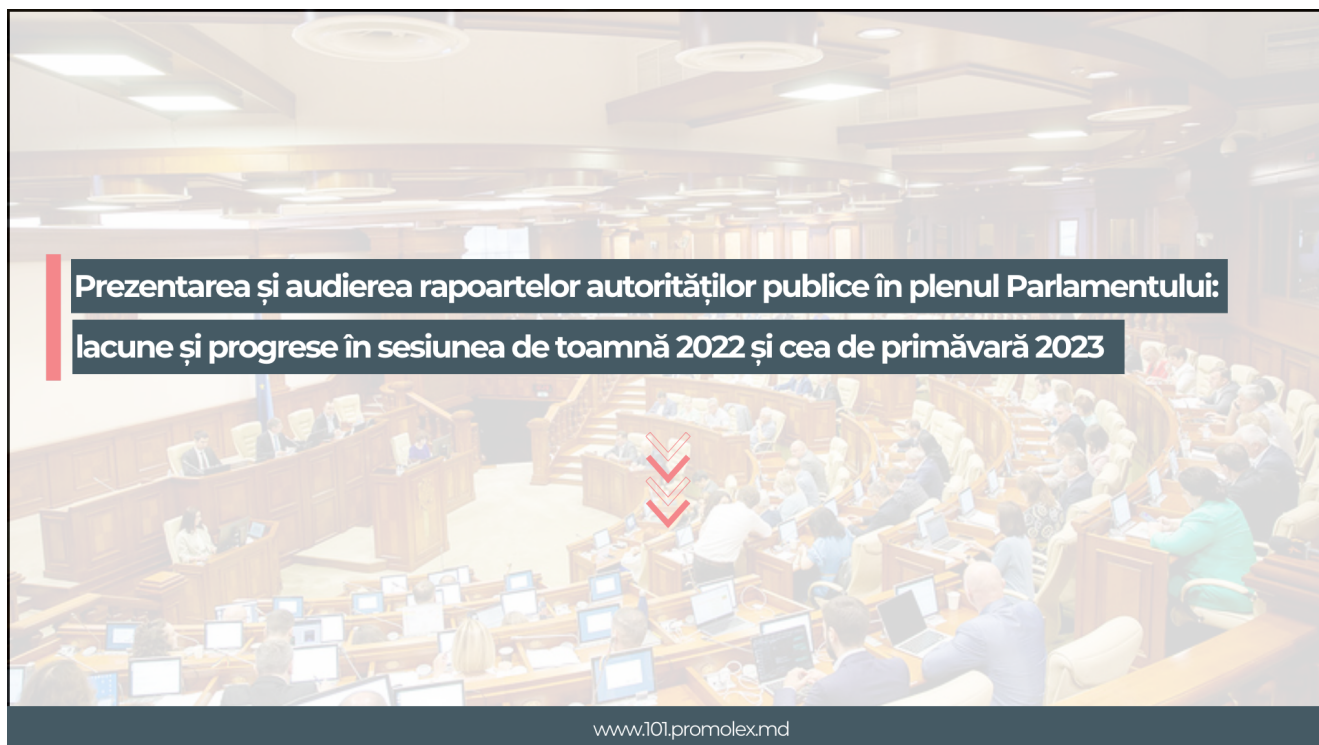 Prezentarea și audierea rapoartelor autorităților publice în plenul Parlamentului:
lacune și progrese în sesiunea de toamnă 2022 și cea de primăvară 2023
www.101.promolex.md